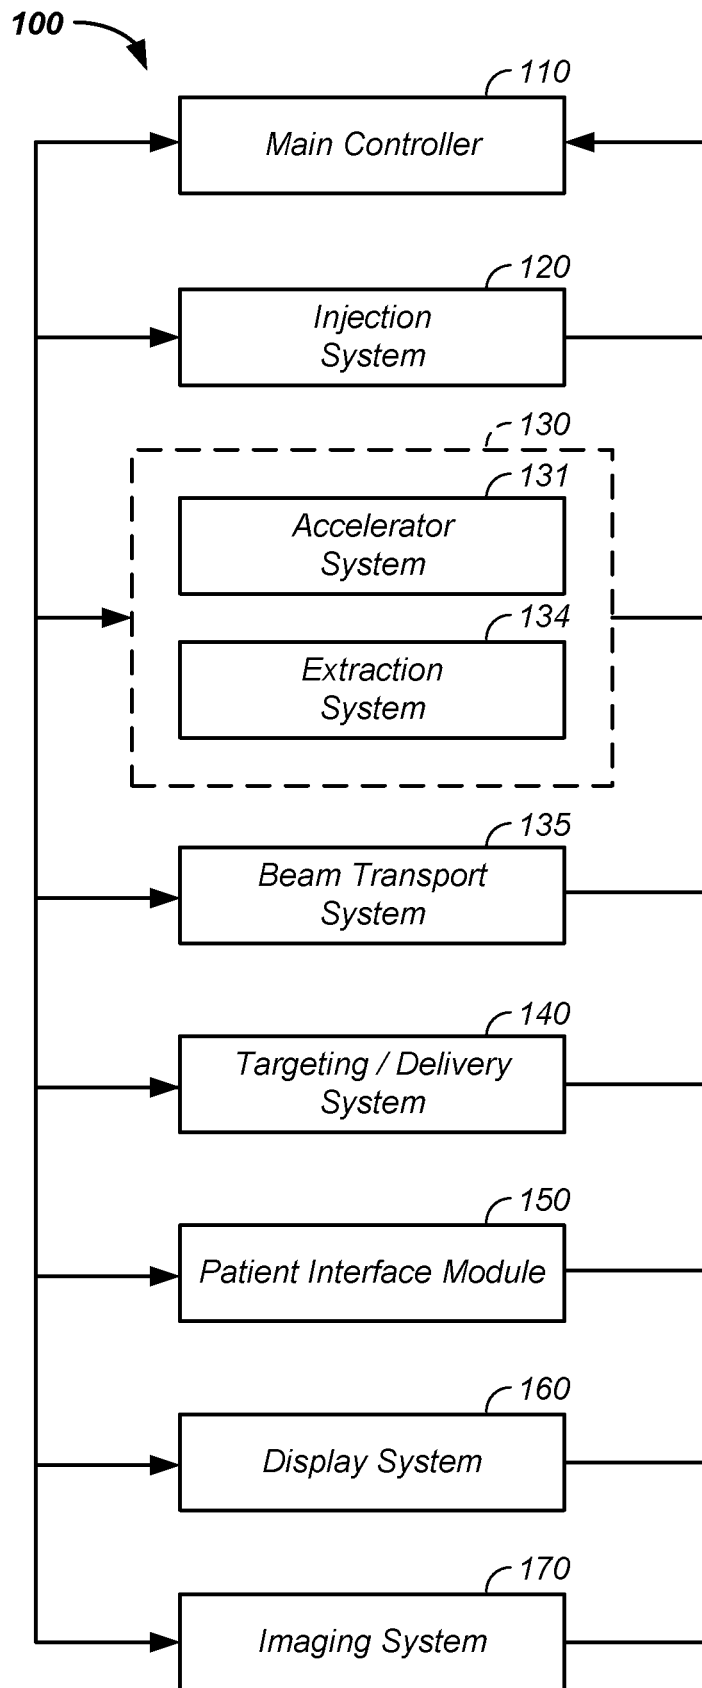 100
110
Main Controller
120
Injection
System
130
131
Accelerator
System
134
Extraction
System
135
Beam Transport
System
140
Targeting / Delivery
System
150
Patient Interface Module
160
Display System
170
Imaging System